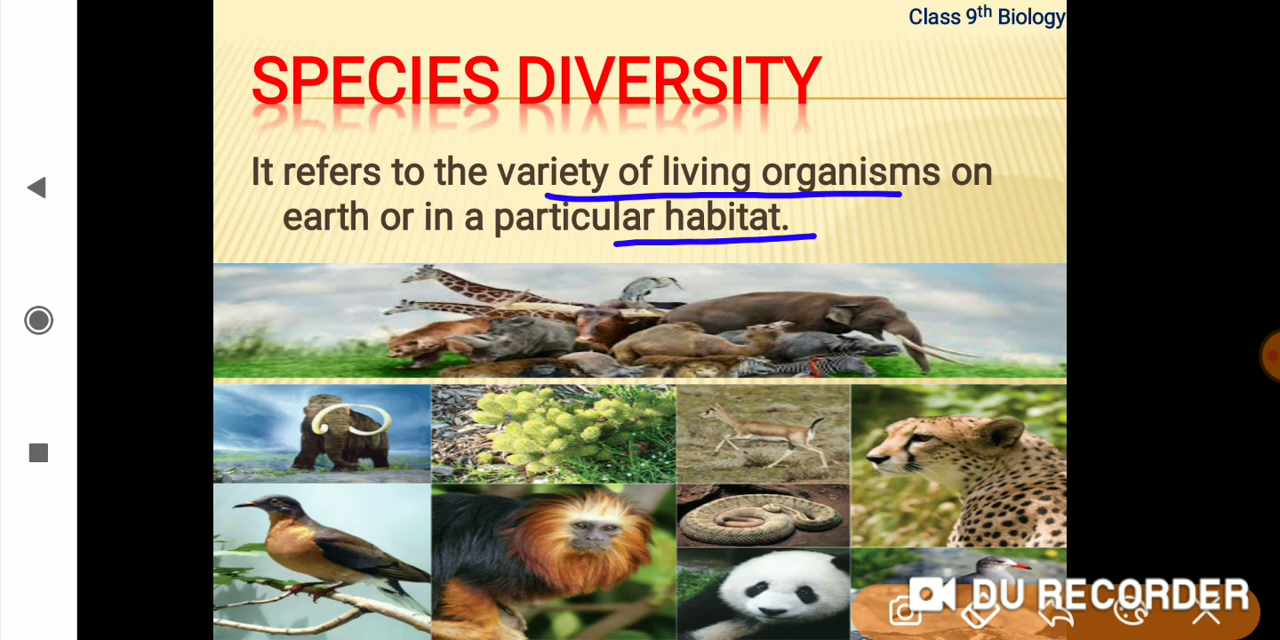 Class 9th Biology
SPECIES DIVERSITY
It refers to the variety of living organisms on
earth or in a particular habitat.
DU RECORDER